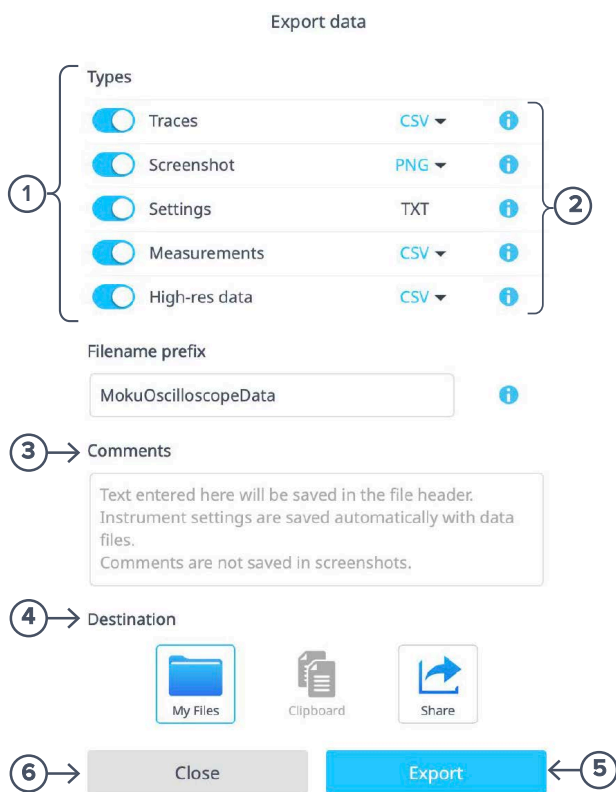 Export data
Types
Traces CSV
Screenshot PNG
1
Settings TXT
2
Measurements CSV
High-res data CSV
Filename prefix
MokuOscilloscopeData
3 Comments
Text entered here will be saved in the file header.
Instrument settings are saved automatically with data
files.
Comments are not saved in screenshots.
4 Destination
My Files Clipboard Share
6 Close Export 5